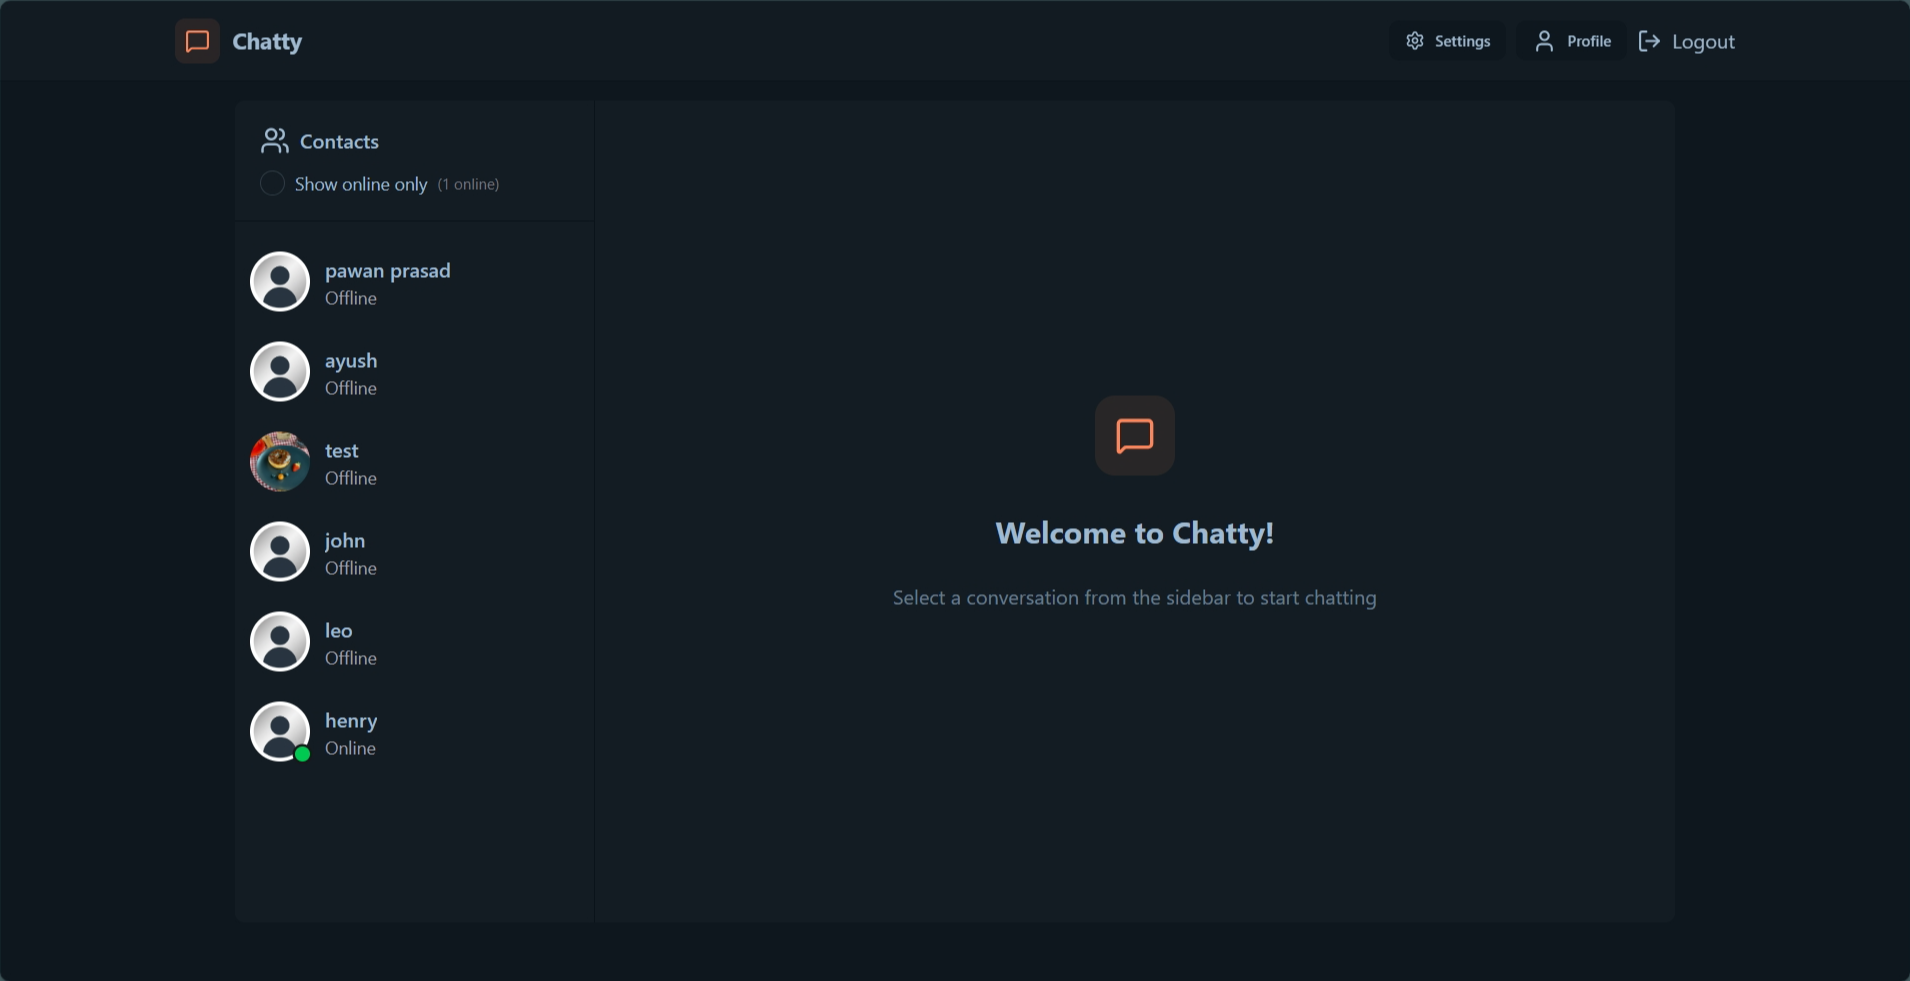 Chatty
Settings
Profile
Logout
Contacts
Show online only (1 online)
pawan prasad
Offline
ayush
Offline
test
Offline
john
Offline
leo
Offline
henry
Online
Welcome to Chatty!
Select a conversation from the sidebar to start chatting